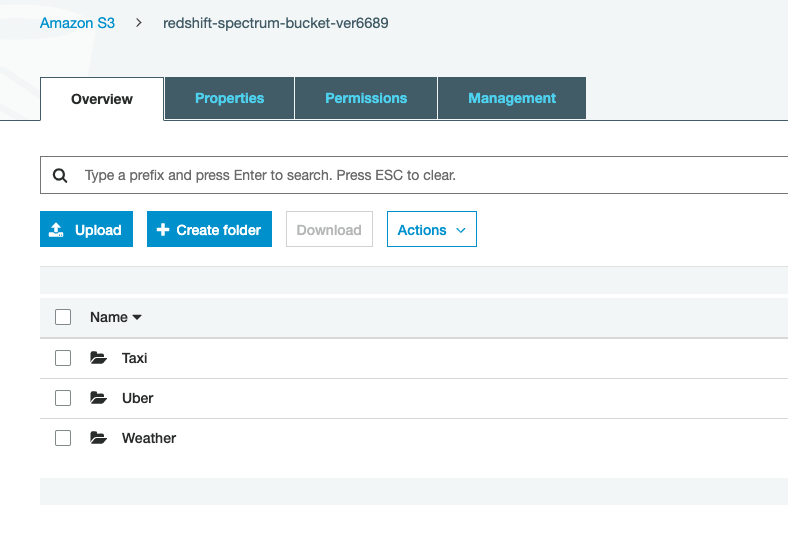 Amazon S3 > redshift-spectrum-bucket-ver6689
Overview Properties Permissions Management
Type a prefix and press Enter to search. Press ESC to clear.
Upload Create folder Download Actions
Name
Taxi
Uber
Weather